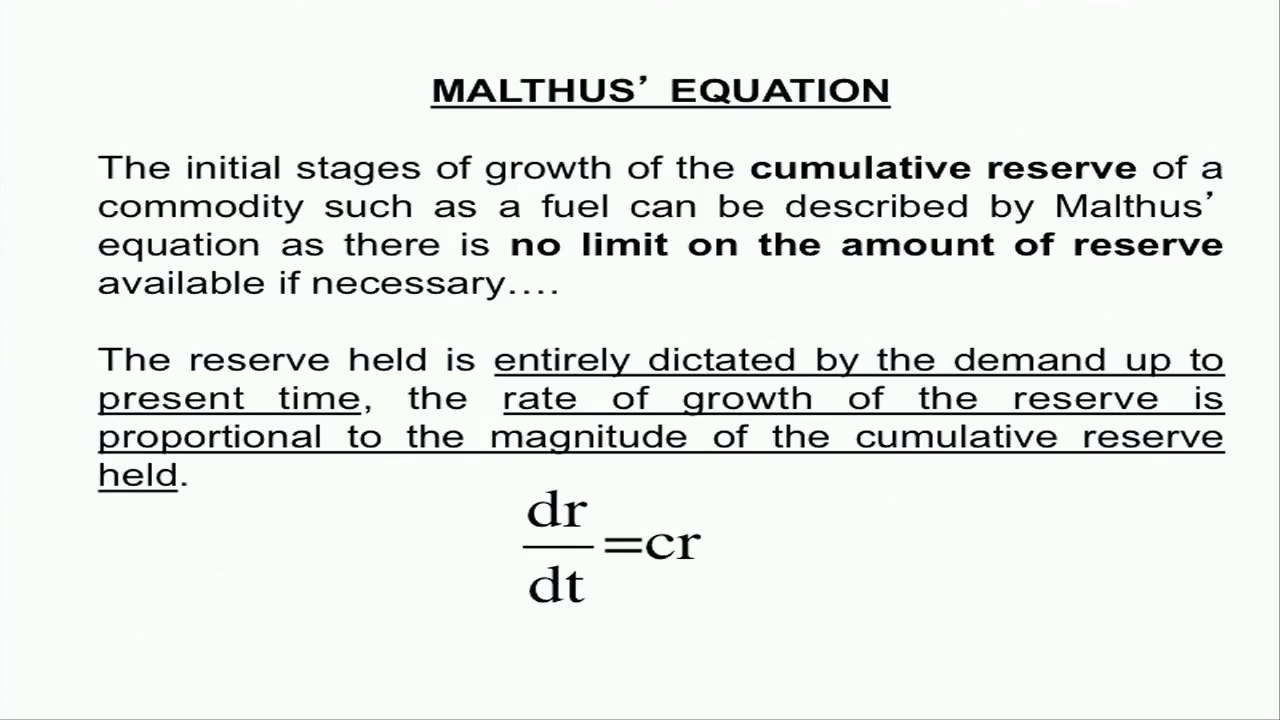 MALTHUS’ EQUATION
The initial stages of growth of the cumulative reserve of a
commodity such as a fuel can be described by Malthus’
equation as there is no limit on the amount of reserve
available if necessary….
The reserve held is entirely dictated by the demand up to
present time, the rate of growth of the reserve is
proportional to the magnitude of the cumulative reserve
held.
dr
dt
=cr